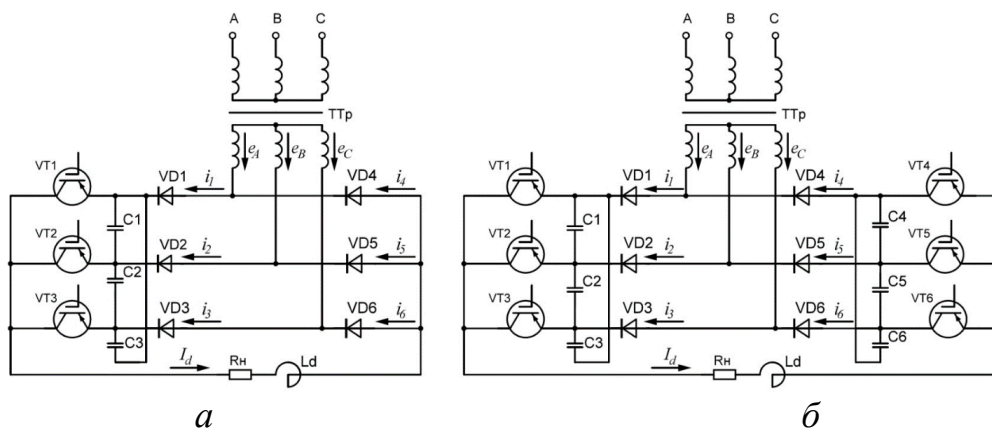 A B C
ТТр
e_A e_B e_C
VT1 VD1 i_1 VD4 i_4
C1
VT2 VD2 i_2 VD5 i_5
C2
VT3 VD3 i_3 VD6 i_6
C3
I_d Rн Ld
а
A B C
ТТр
e_A e_B e_C
VT1 VD1 i_1 VD4 i_4 VT4
C1 C4
VT2 VD2 i_2 VD5 i_5 VT5
C2 C5
VT3 VD3 i_3 VD6 i_6 VT6
C3 C6
I_d Rн Ld
б